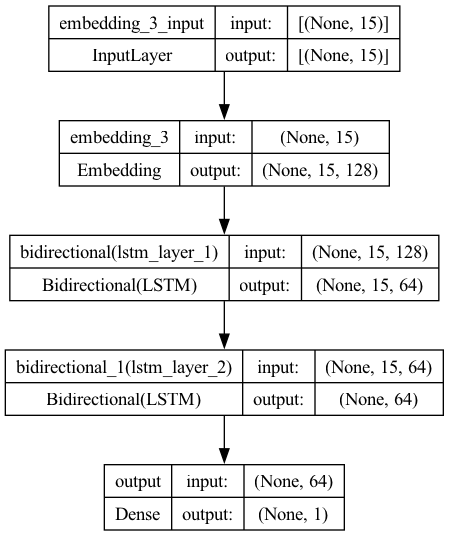 embedding_3_input input: [(None, 15)]
InputLayer output: [(None, 15)]
embedding_3 input: (None, 15)
Embedding output: (None, 15, 128)
bidirectional(lstm_layer_1) input: (None, 15, 128)
Bidirectional(LSTM) output: (None, 15, 64)
bidirectional_1(lstm_layer_2) input: (None, 15, 64)
Bidirectional(LSTM) output: (None, 64)
output input: (None, 64)
Dense output: (None, 1)